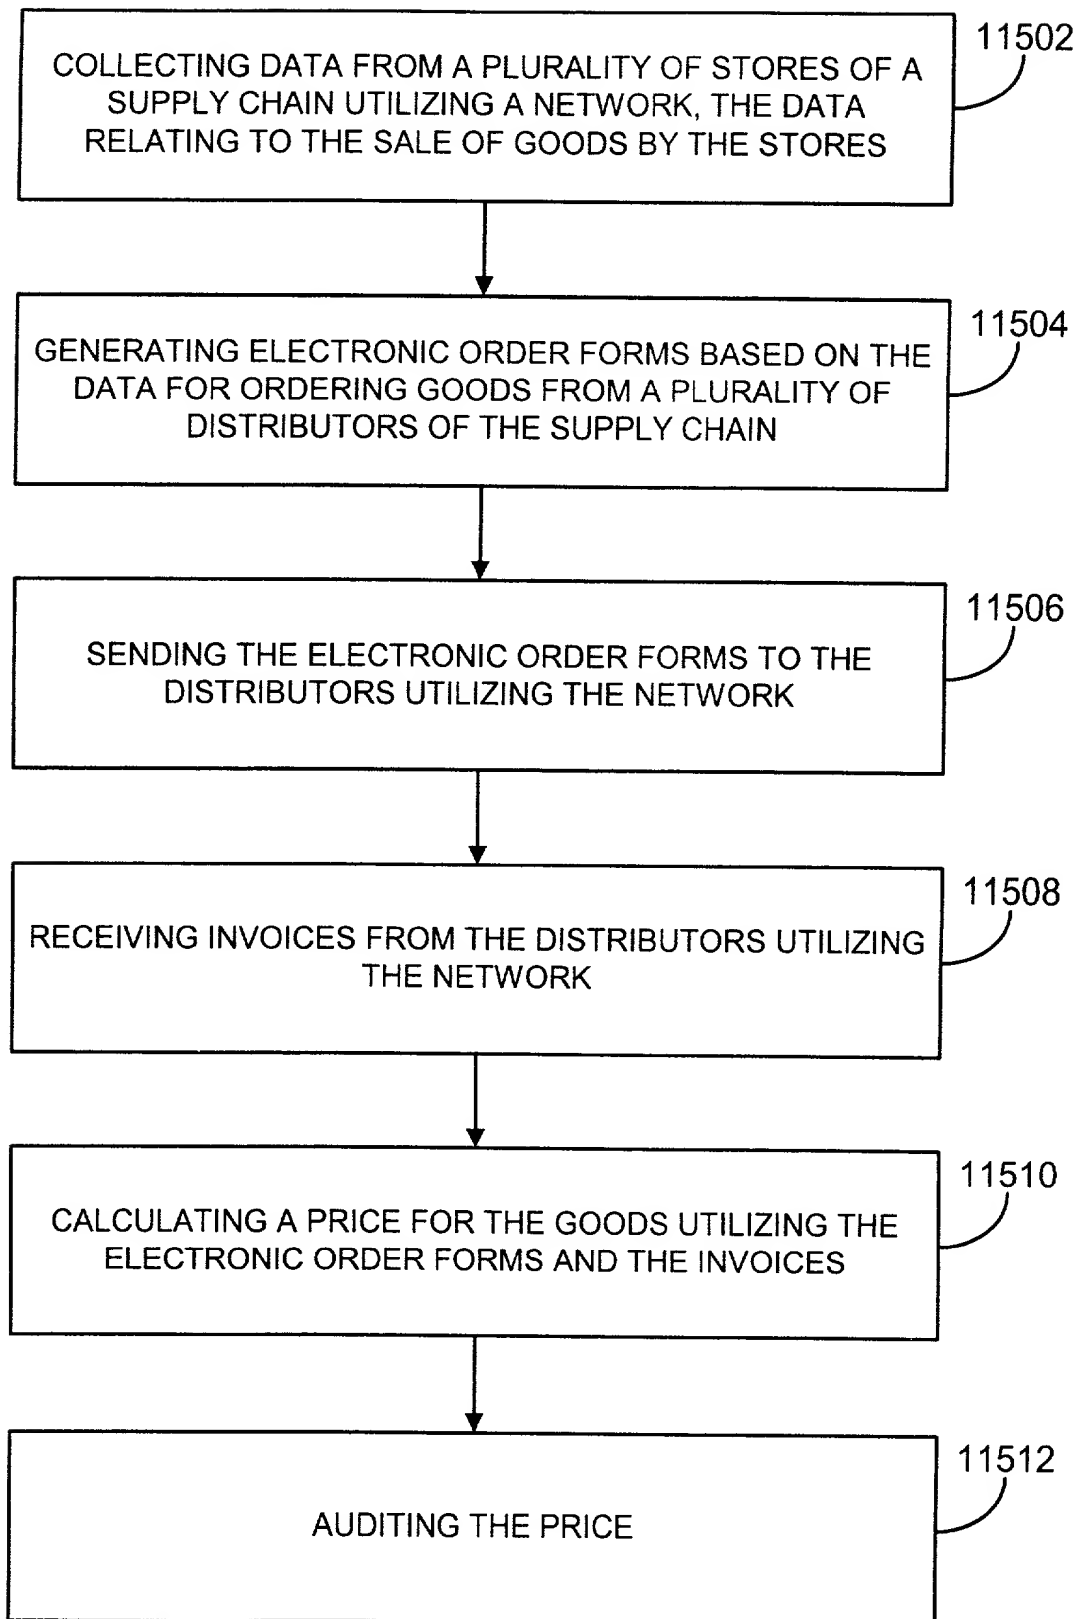 11502
COLLECTING DATA FROM A PLURALITY OF STORES OF A
SUPPLY CHAIN UTILIZING A NETWORK, THE DATA
RELATING TO THE SALE OF GOODS BY THE STORES
11504
GENERATING ELECTRONIC ORDER FORMS BASED ON THE
DATA FOR ORDERING GOODS FROM A PLURALITY OF
DISTRIBUTORS OF THE SUPPLY CHAIN
11506
SENDING THE ELECTRONIC ORDER FORMS TO THE
DISTRIBUTORS UTILIZING THE NETWORK
11508
RECEIVING INVOICES FROM THE DISTRIBUTORS UTILIZING
THE NETWORK
11510
CALCULATING A PRICE FOR THE GOODS UTILIZING THE
ELECTRONIC ORDER FORMS AND THE INVOICES
11512
AUDITING THE PRICE